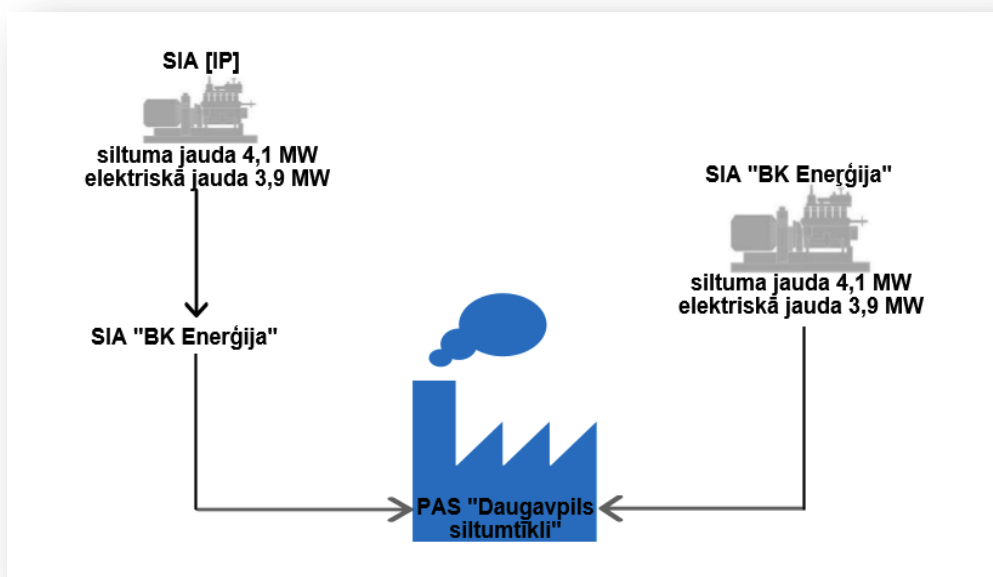 SIA [IP]
siltuma jauda 4,1 MW
elektriskā jauda 3,9 MW
SIA "BK Enerģija"
SIA "BK Eneŗģija"
siltuma jauda 4,1 MW
elektriskā jauda 3,9 MW
PAS "Daugavpils
siltumtīkli"